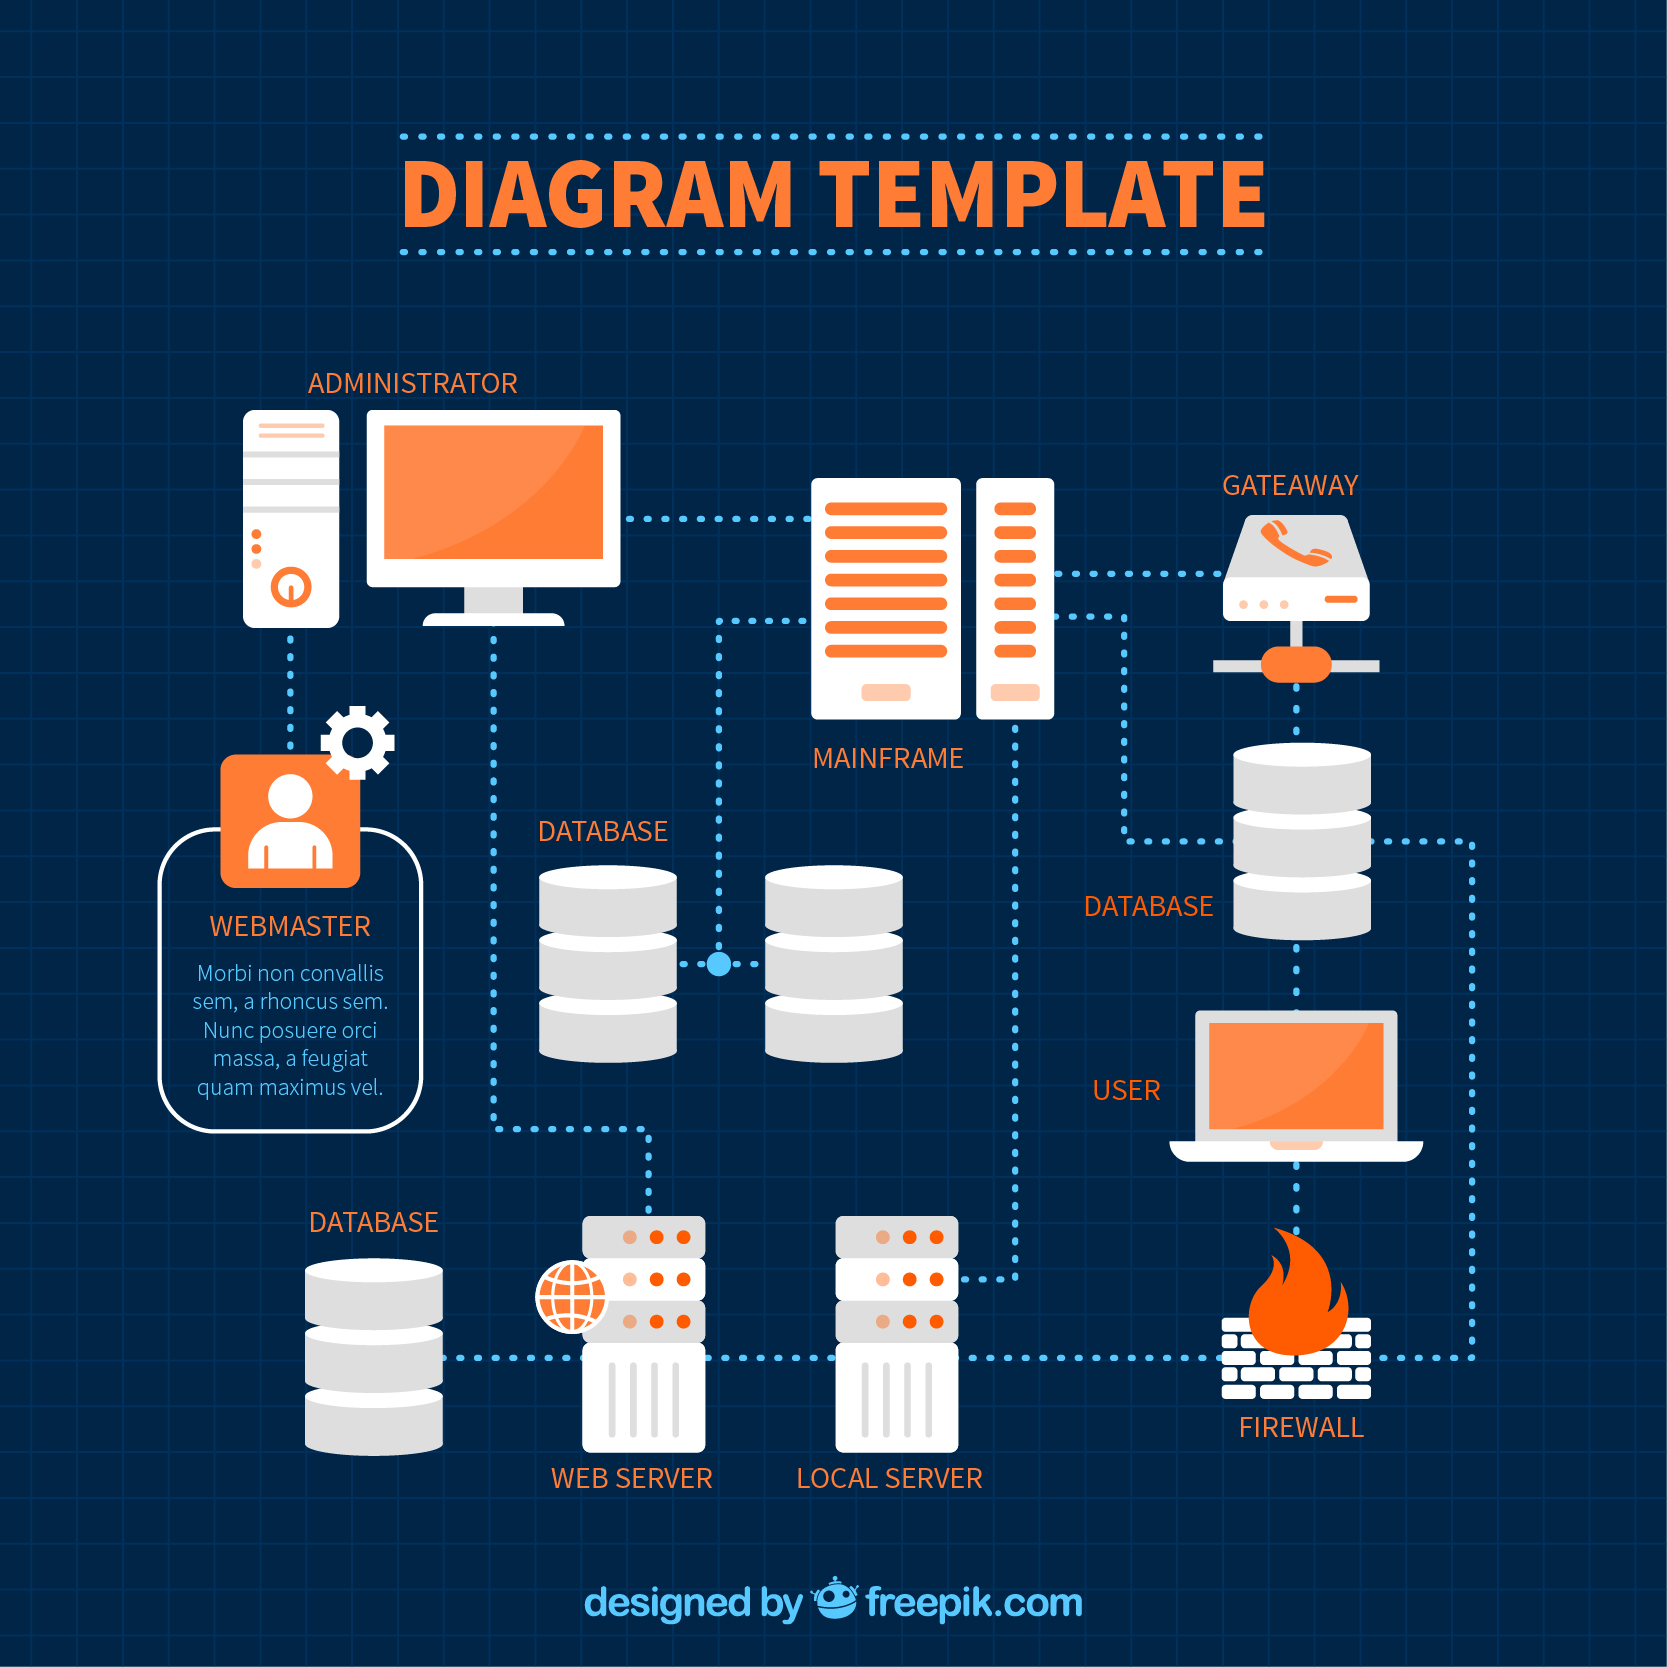 DIAGRAM TEMPLATE
ADMINISTRATOR
GATEAWAY
MAINFRAME
DATABASE
DATABASE
WEBMASTER
Morbi non convallis
sem, a rhoncus sem.
Nunc posuere orci
massa, a feugiat
quam maximus vel.
USER
DATABASE
FIREWALL
WEB SERVER
LOCAL SERVER
designed by freepik.com